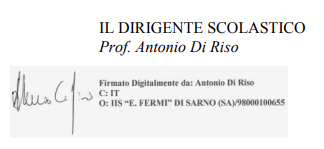 IL DIRIGENTE SCOLASTICO
Prof. Antonio Di Riso
Firmato Digitalmente da: Antonio Di Riso
C: IT
O: IIS “E. FERMI” DI SARNO (SA)/98000100655